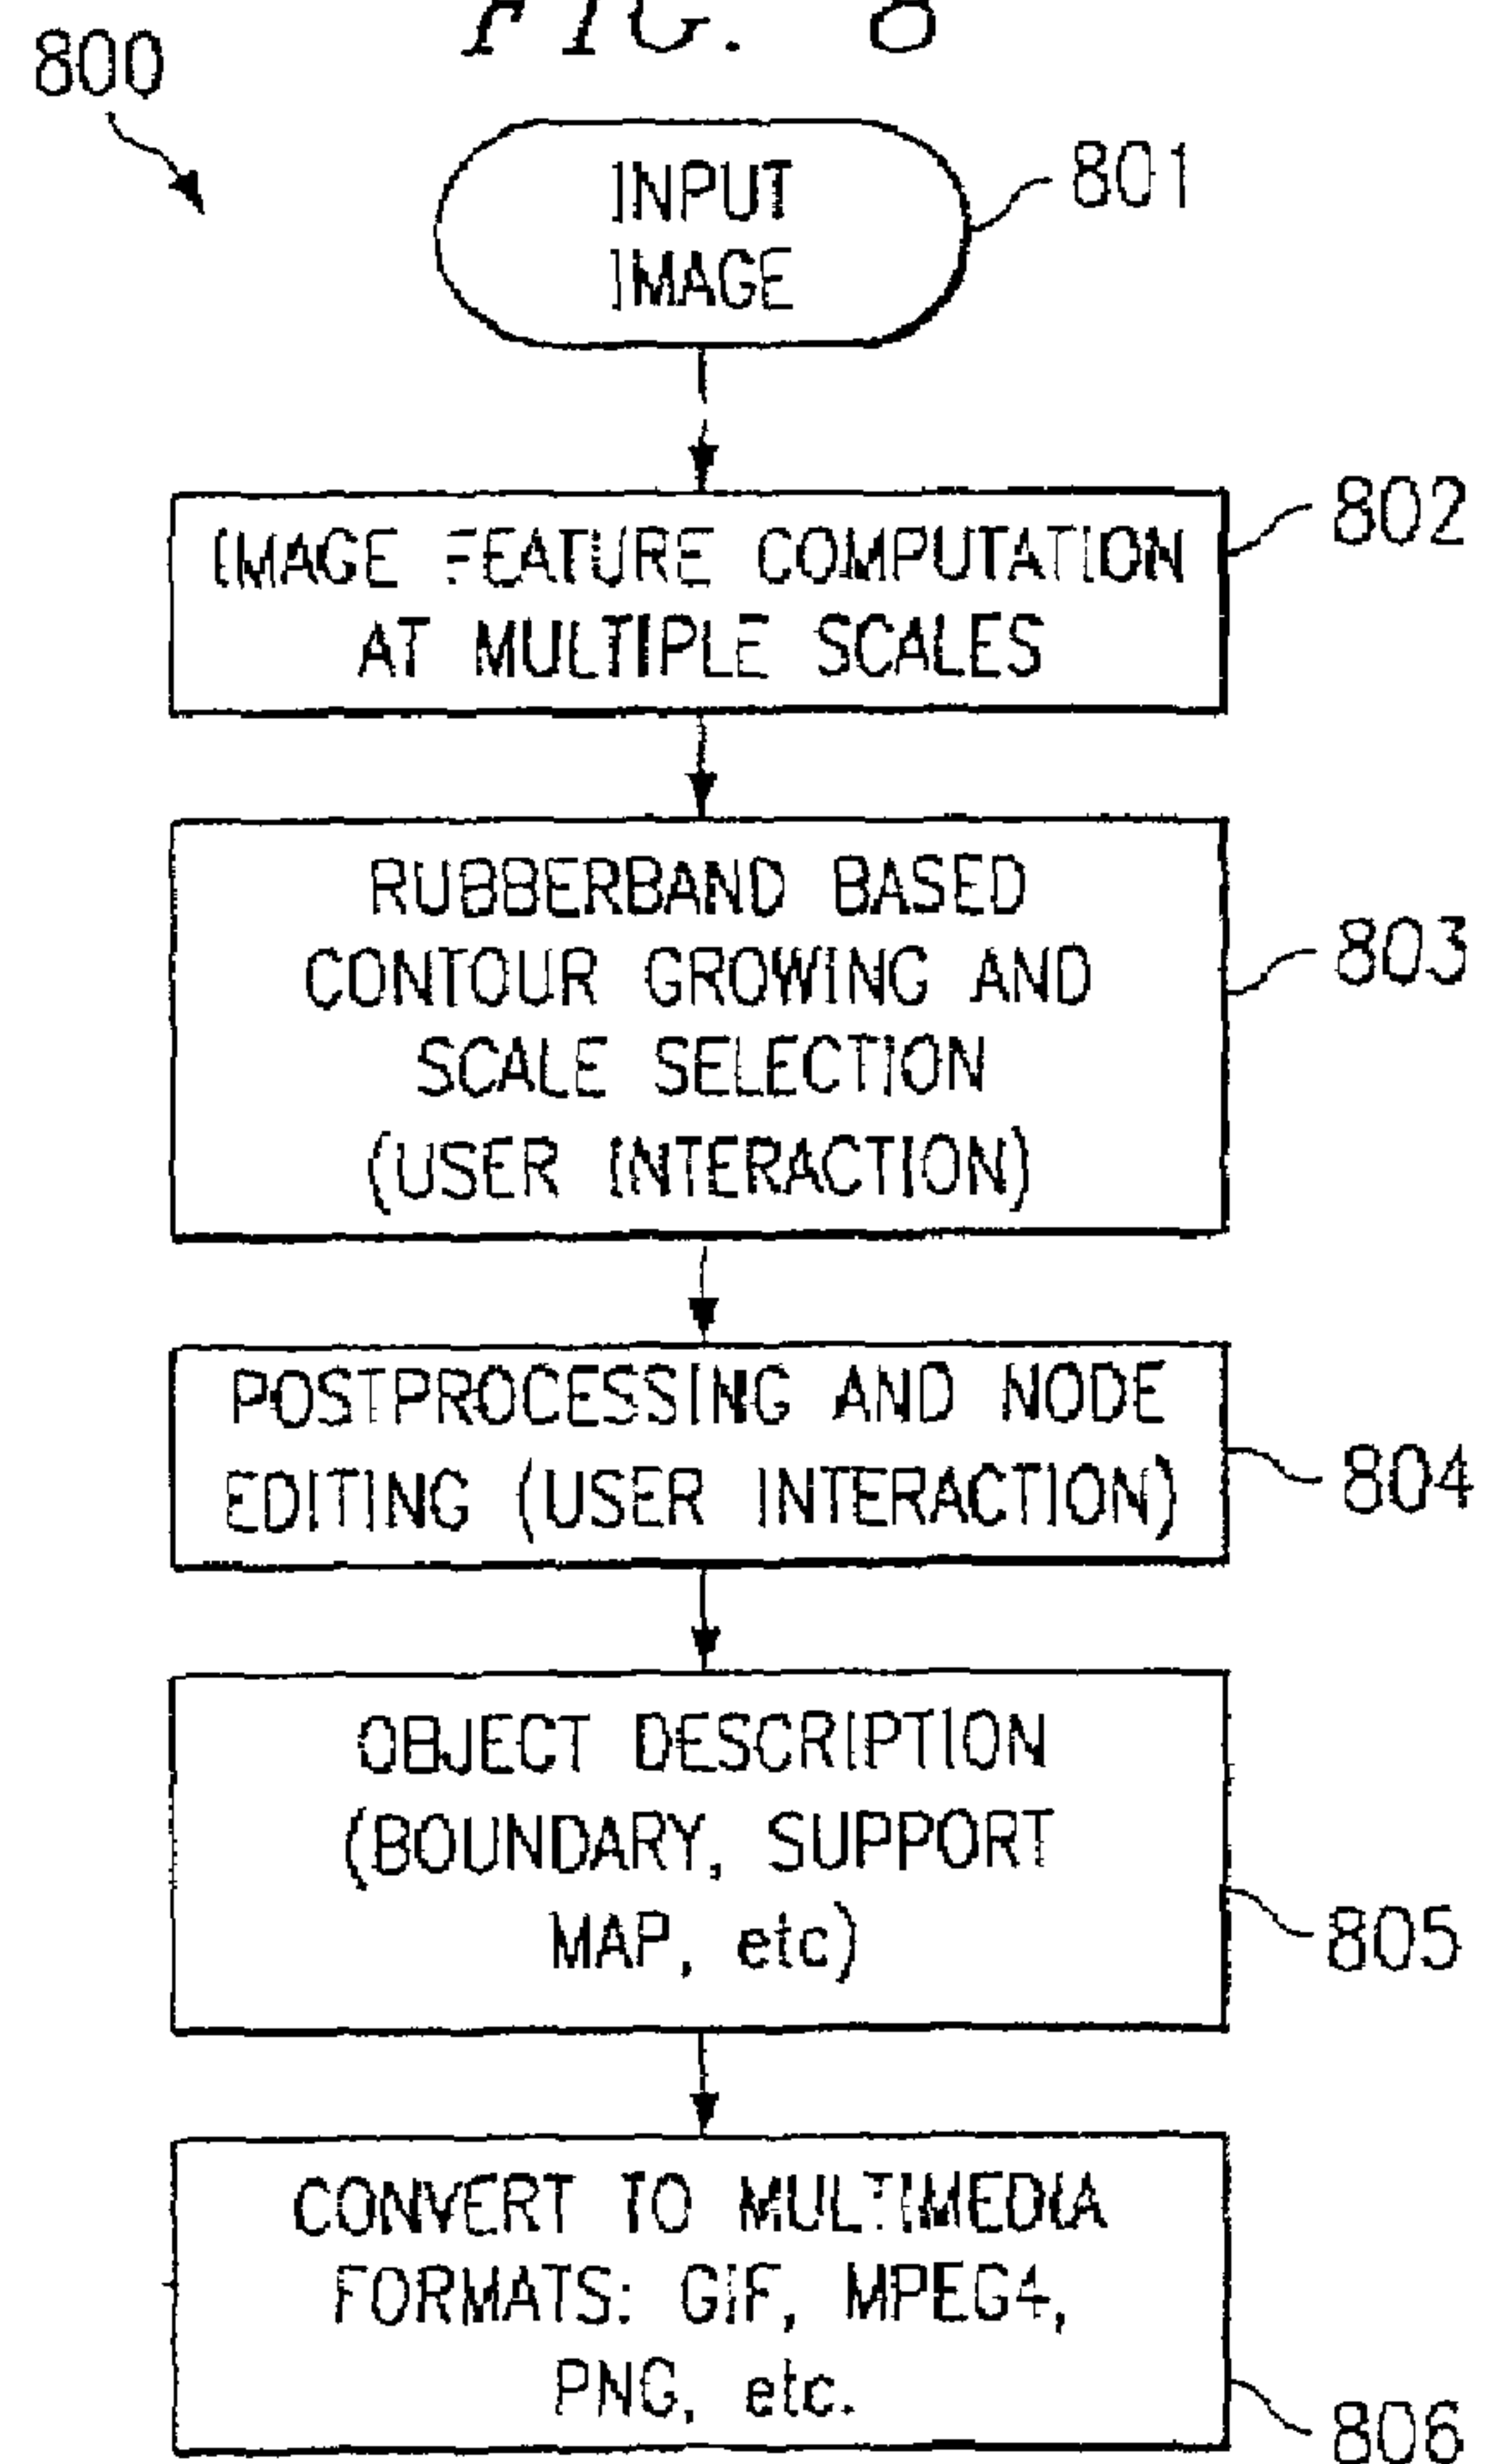 FIG. 8
800
INPUT
IMAGE
801
IMAGE FEATURE COMPUTATION
AT MULTIPLE SCALES
802
RUBBERBAND BASED
CONTOUR GROWING AND
SCALE SELECTION
(USER INTERACTION)
803
POSTPROCESSING AND NODE
EDITING (USER INTERACTION)
804
OBJECT DESCRIPTION
(BOUNDARY, SUPPORT
MAP, etc)
805
CONVERT TO MULTIMEDIA
FORMATS: GIF, MPEG4,
PNG, etc.
806